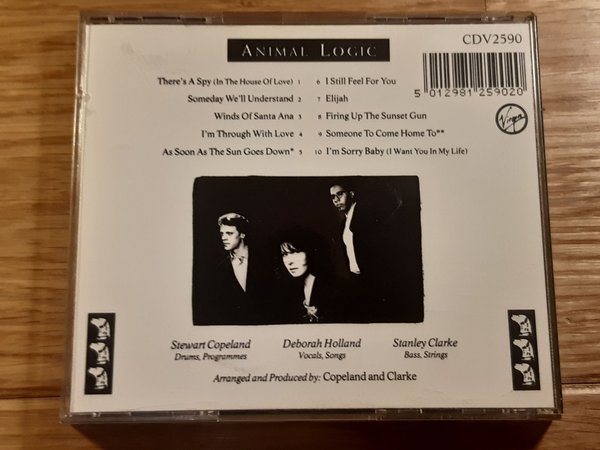 ANIMAL LOGIC
CDV2590
There's A Spy (In The House Of Love) 1
Someday We'll Understand 2
Winds Of Santa Ana 3
I'm Through With Love 4
As Soon As The Sun Goes Down* 5
6 I Still Feel For You
7 Elijah
8 Firing Up The Sunset Gun
9 Someone To Come Home To**
10 I'm Sorry Baby (I Want You In My Life)
5 012981 259020
Virgin
Stewart Copeland
Drums, Programmes
Deborah Holland
Vocals, Songs
Stanley Clarke
Bass, Strings
Arranged and Produced by: Copeland and Clarke